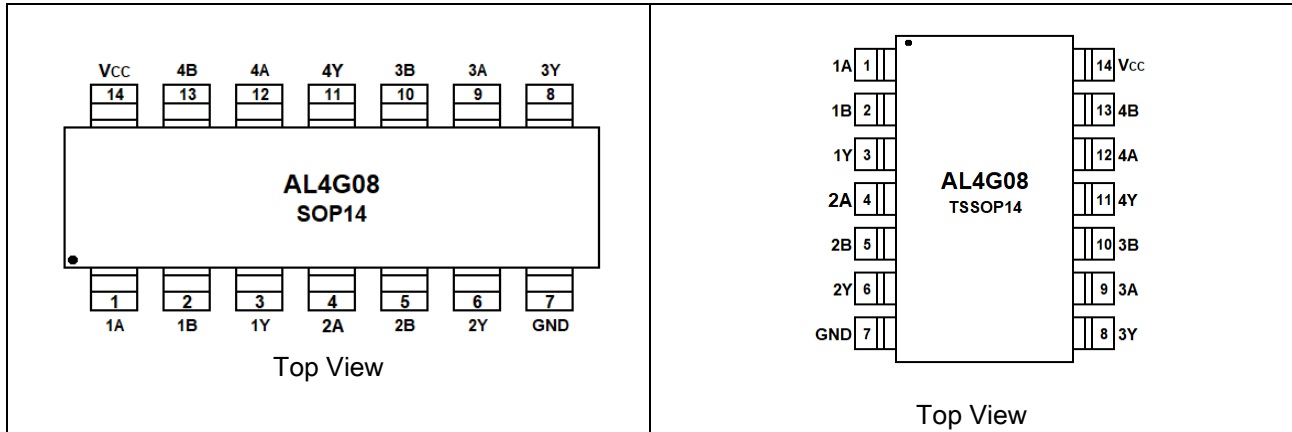 VCC 4B 4A 4Y 3B 3A 3Y
14 13 12 11 10 9 8
AL4G08
SOP14
1 2 3 4 5 6 7
1A 1B 1Y 2A 2B 2Y GND
Top View
1A 1 14 VCC
1B 2 13 4B
1Y 3 12 4A
2A 4 11 4Y
2B 5 10 3B
2Y 6 9 3A
GND 7 8 3Y
AL4G08
TSSOP14
Top View